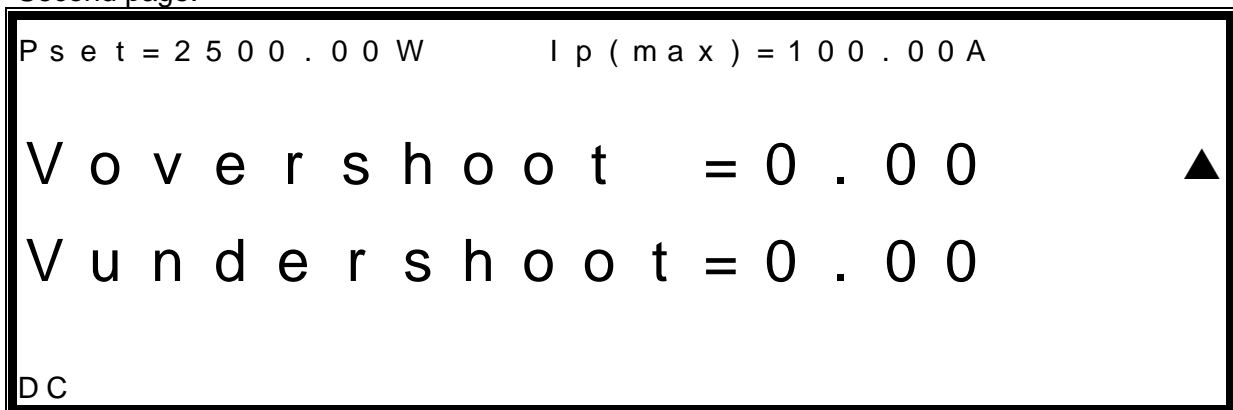 Second page:
Pset=2500.00W Ip(max)=100.00A
Vovershoot =0.00 ▲
Vundershoot=0.00
DC